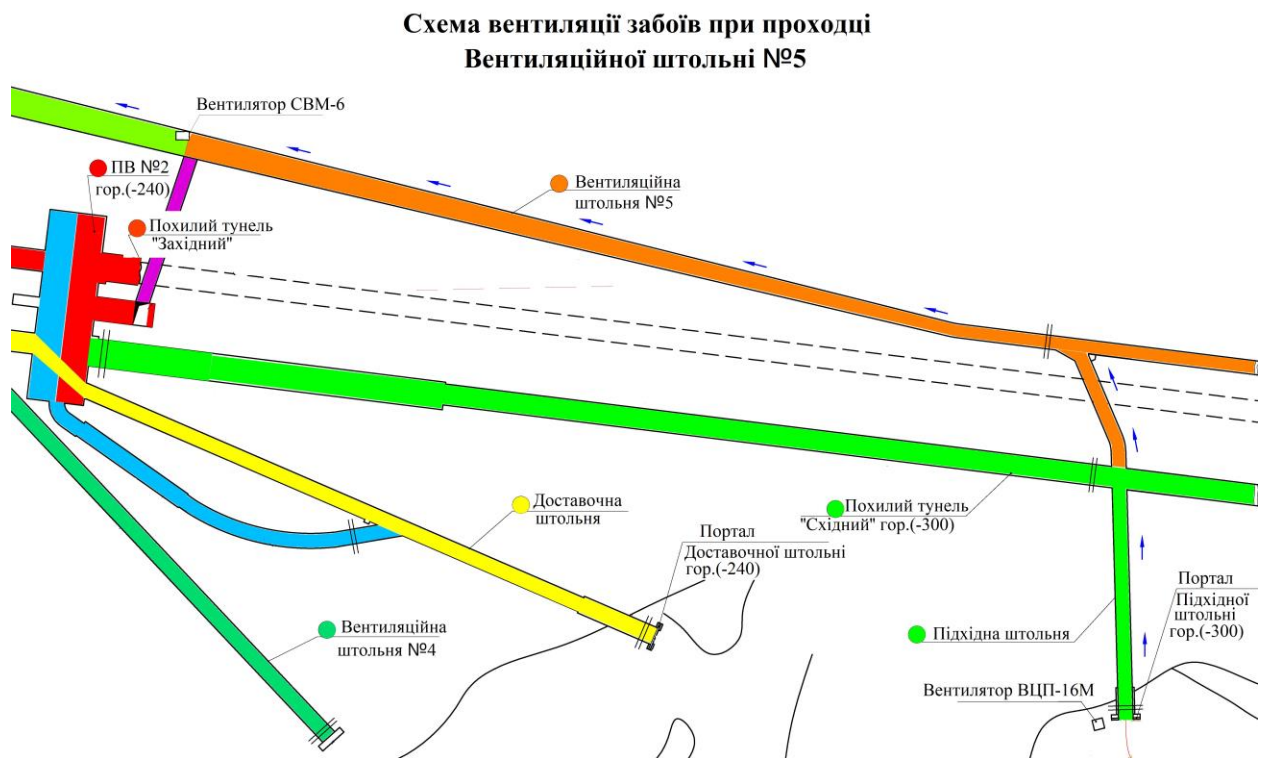 Схема вентиляції забоїв при проходці
Вентиляційної штольні №5
Вентилятор СВМ-6
ПВ №2
гор.(-240)
Вентиляційна
штольня №5
Похилий тунель
"Західний"
Доставочна
штольня
Похилий тунель
"Східний" гор.(-300)
Портал
Доставочної штольні
гор.(-240)
Портал
Підхідної
штольні
гор.(-300)
Вентиляційна
штольня №4
Підхідна штольня
Вентилятор ВЦП-16М